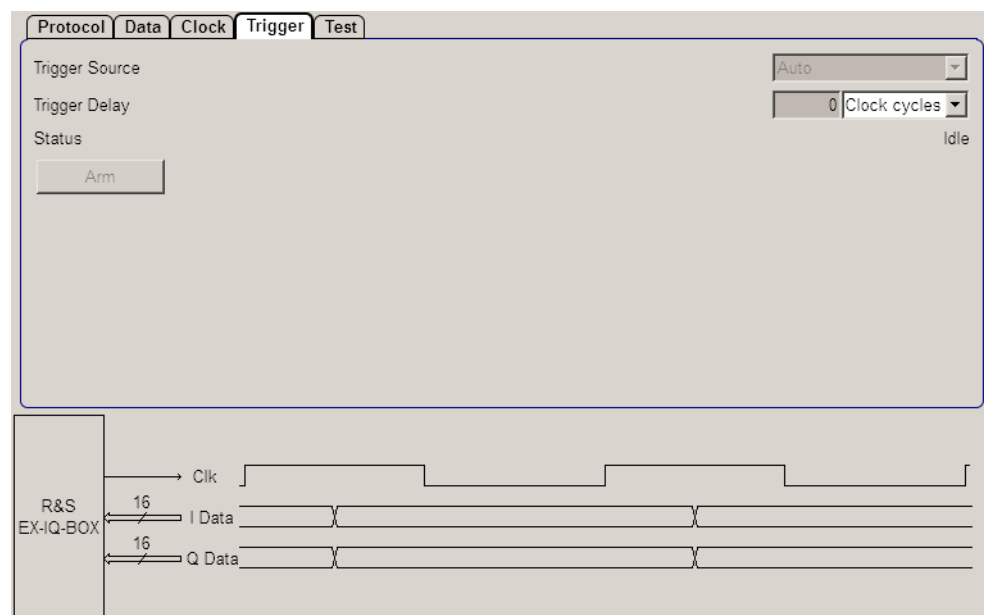 Protocol Data Clock Trigger Test
Trigger Source Auto
Trigger Delay 0 Clock cycles
Status Idle
Arm
Clk
R&S
EX-IQ-BOX
16
I Data
16
Q Data